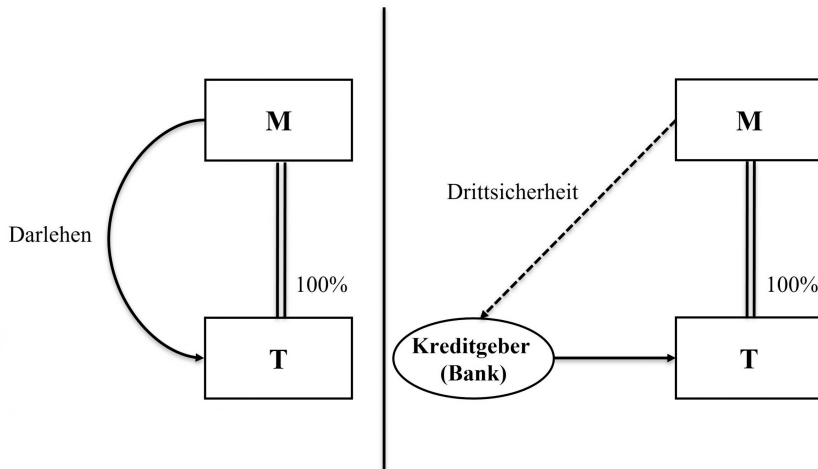 M
Darlehen
100%
T
M
Drittsicherheit
100%
Kreditgeber
(Bank)
T